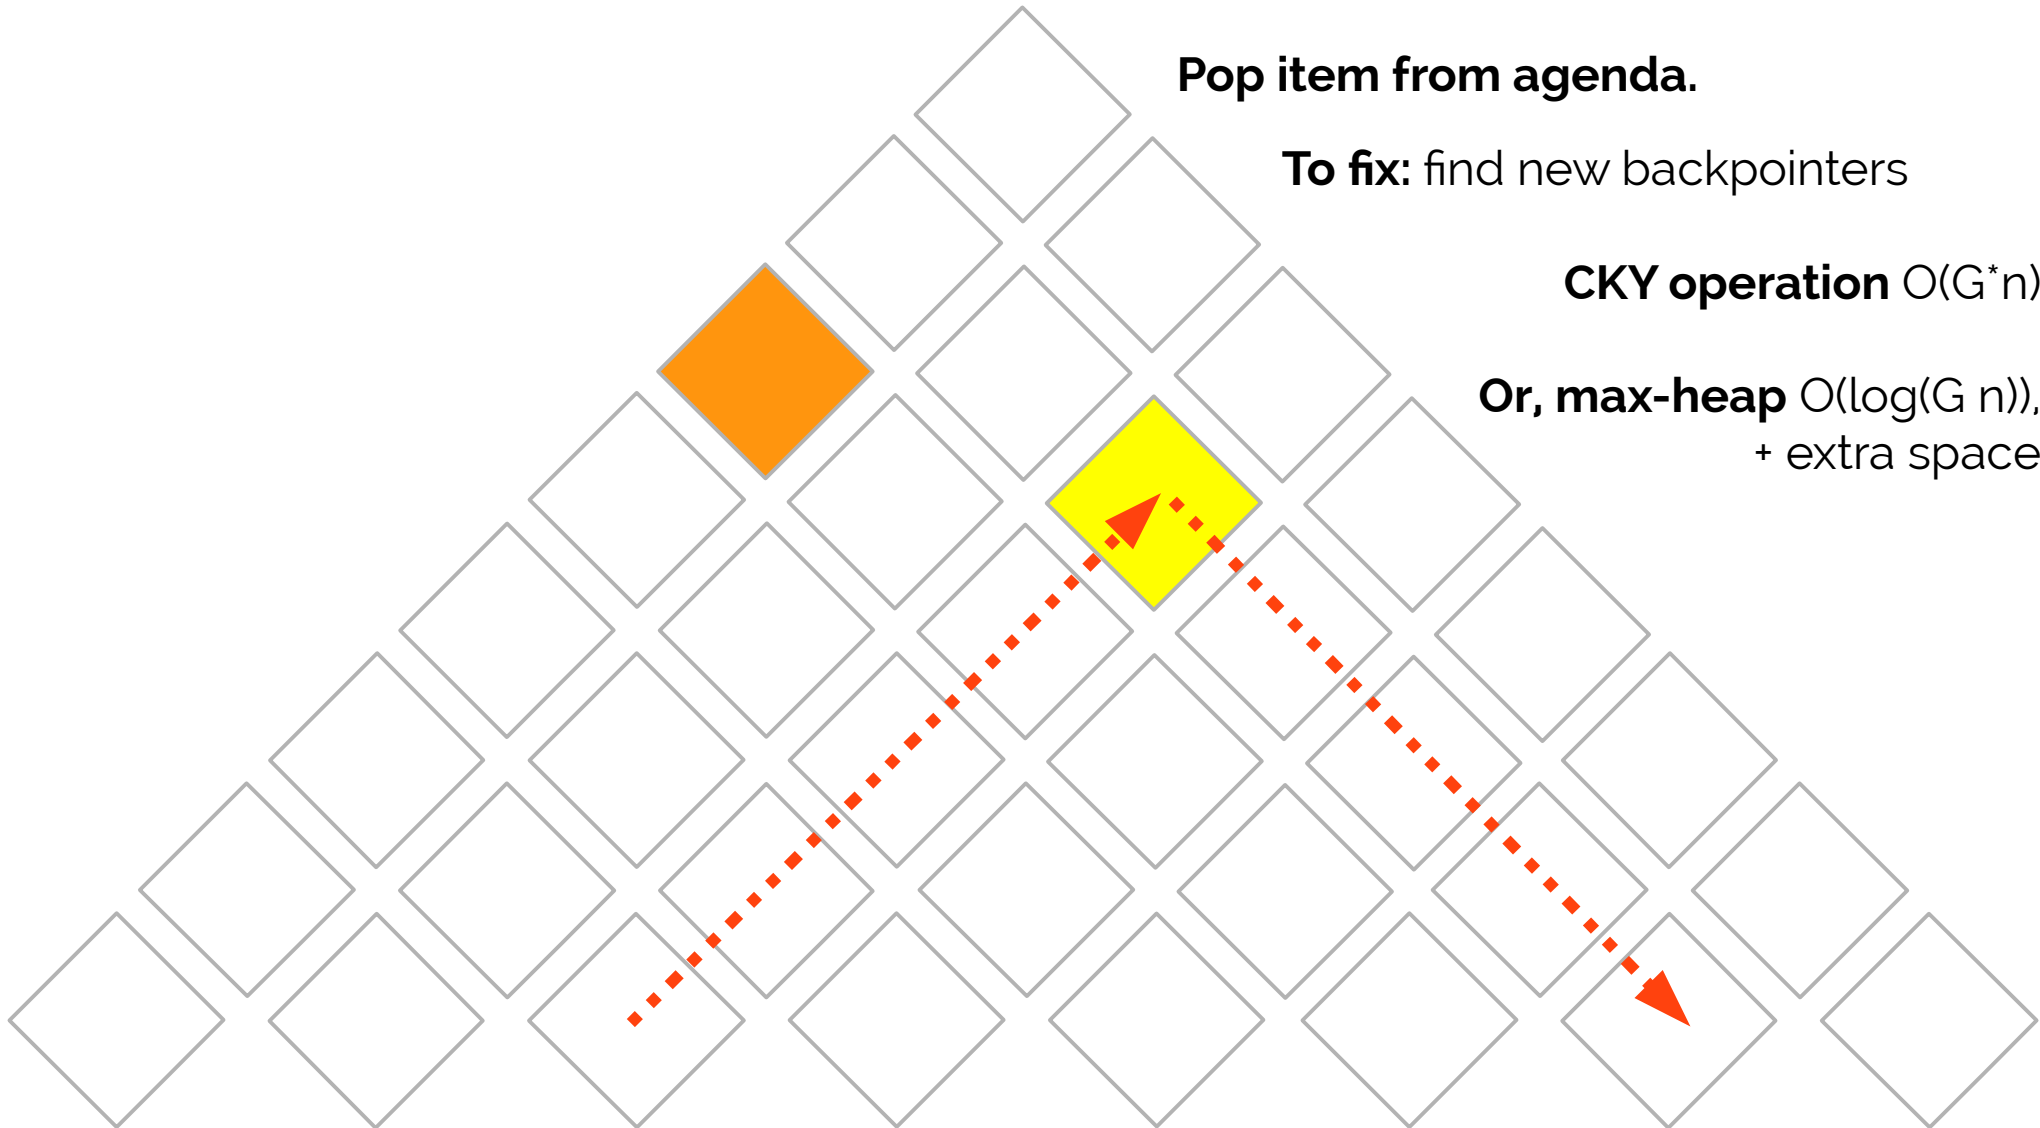 Pop item from agenda.
To fix: find new backpointers
CKY operation O(G*n)
Or, max-heap O(log(G n)),
+ extra space